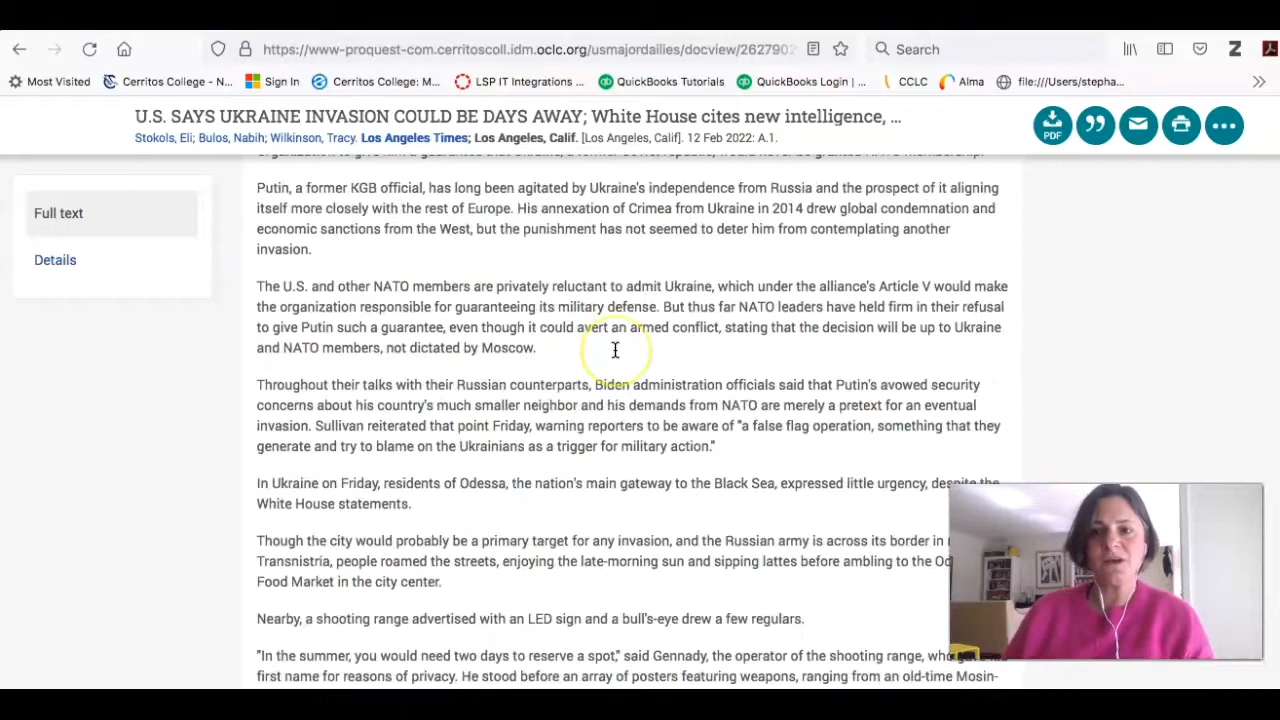 https://www-proquest-com.cerritoscoll.idm.oclc.org/usmajordailies/docview/262790
Search
Most Visited
Cerritos College - N...
Sign In
Cerritos College: M...
LSP IT Integrations ...
QuickBooks Tutorials
QuickBooks Login | ...
CCLC
Alma
file:///Users/stepha...
U.S. SAYS UKRAINE INVASION COULD BE DAYS AWAY; White House cites new intelligence, ...
Stokols, Eli; Bulos, Nabih; Wilkinson, Tracy. Los Angeles Times; Los Angeles, Calif. [Los Angeles, Calif]. 12 Feb 2022: A.1.
PDF
Full text
Details
Putin, a former KGB official, has long been agitated by Ukraine's independence from Russia and the prospect of it aligning
itself more closely with the rest of Europe. His annexation of Crimea from Ukraine in 2014 drew global condemnation and
economic sanctions from the West, but the punishment has not seemed to deter him from contemplating another
invasion.
The U.S. and other NATO members are privately reluctant to admit Ukraine, which under the alliance's Article V would make
the organization responsible for guaranteeing its military defense. But thus far NATO leaders have held firm in their refusal
to give Putin such a guarantee, even though it could avert an armed conflict, stating that the decision will be up to Ukraine
and NATO members, not dictated by Moscow.
Throughout their talks with their Russian counterparts, Biden administration officials said that Putin's avowed security
concerns about his country's much smaller neighbor and his demands from NATO are merely a pretext for an eventual
invasion. Sullivan reiterated that point Friday, warning reporters to be aware of "a false flag operation, something that they
generate and try to blame on the Ukrainians as a trigger for military action."
In Ukraine on Friday, residents of Odessa, the nation's main gateway to the Black Sea, expressed little urgency, despite the
White House statements.
Though the city would probably be a primary target for any invasion, and the Russian army is across its border in
Transnistria, people roamed the streets, enjoying the late-morning sun and sipping lattes before ambling to the
Food Market in the city center.
Nearby, a shooting range advertised with an LED sign and a bull's-eye drew a few regulars.
"In the summer, you would need two days to reserve a spot," said Gennady, the operator of the shooting range, who
first name for reasons of privacy. He stood before an array of posters featuring weapons, ranging from an old-time Mosin-